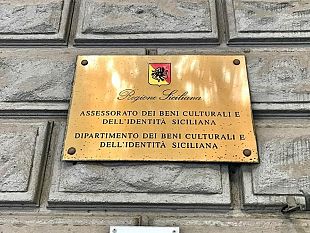 Regione Siciliana
ASSESSORATO DEI BENI CULTURALI E
DELL'IDENTITÀ SICILIANA
DIPARTIMENTO DEI BENI CULTURALI E
DELL'IDENTITÀ SICILIANA